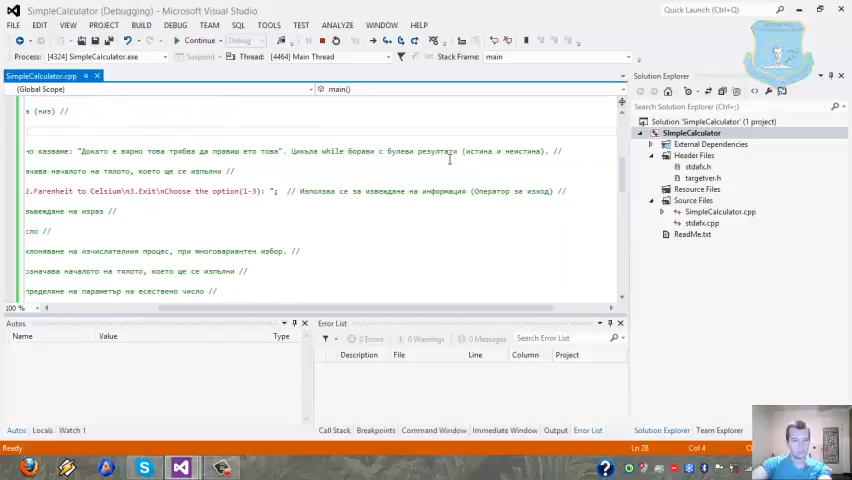 SimpleCalculator (Debugging) - Microsoft Visual Studio
Quick Launch (Ctrl+Q)
FILE EDIT VIEW PROJECT BUILD DEBUG TEAM SQL TOOLS TEST ANALYZE WINDOW HELP
Continue Debug
Process: [4324] SimpleCalculator.exe Suspend Thread: [4464] Main Thread Stack Frame: main
SimpleCalculator.cpp
(Global Scope) main()
в (низ) //
но казваме: "Докато е вярно това трябва да правиш ето това". Цикъла while борави с булеви резултати (истина и неистина). //
ачава началото на тялото, което ще се изпълни //
2.Farenheit to Celsium\n3.Exit\nChoose the option(1-3): "; // Използва се за извеждане на информация (Оператор за изход) //
въвеждане на израз //
сло //
клоняване на изчислителния процес, при многовариантен избор. //
означава началото на тялото, което ще се изпълни //
пределяне на параметър на есествено число //
100 %
Solution Explorer
Search Solution Explorer (Ctrl+;)
Solution 'SimpleCalculator' (1 project)
SimpleCalculator
External Dependencies
Header Files
stdafx.h
targetver.h
Resource Files
Source Files
SimpleCalculator.cpp
stdafx.cpp
ReadMe.txt
Autos
Name Value Type
Error List
0 Errors 0 Warnings 0 Messages Search Error List
Description File Line Column Project
Autos Locals Watch 1
Call Stack Breakpoints Command Window Immediate Window Output Error List
Solution Explorer Team Explorer
Ready Ln 28 Col 4